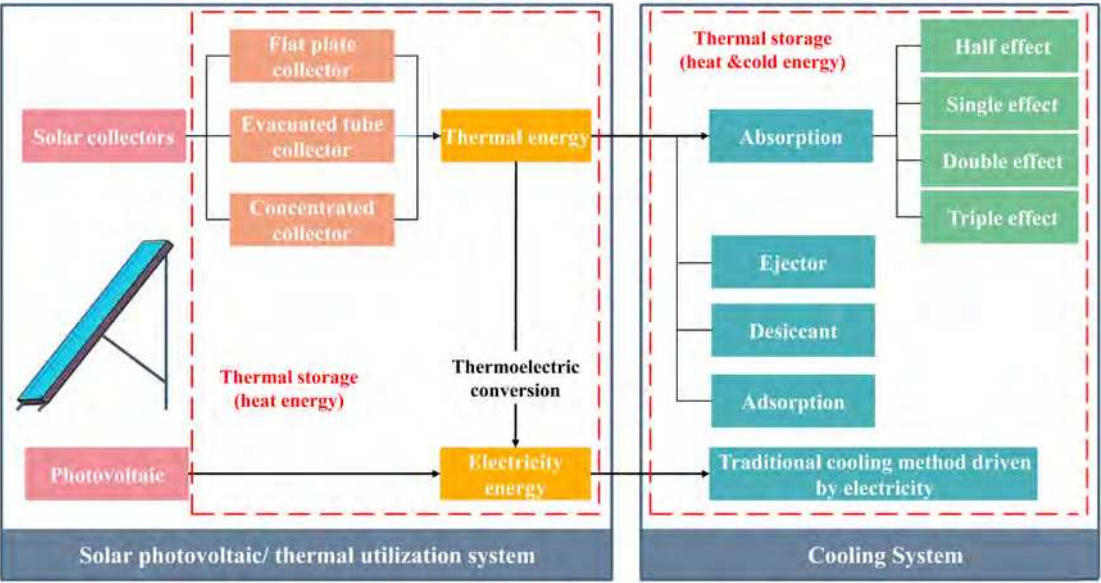 Flat plate
collector
Solar collectors
Evacuated tube
collector
Concentrated
collector
Thermal energy
Thermal storage
(heat energy)
Thermoelectric
conversion
Photovoltaic
Electricity
energy
Solar photovoltaic/ thermal utilization system
Thermal storage
(heat &cold energy)
Absorption
Half effect
Single effect
Double effect
Triple effect
Ejector
Desiccant
Adsorption
Traditional cooling method driven
by electricity
Cooling System